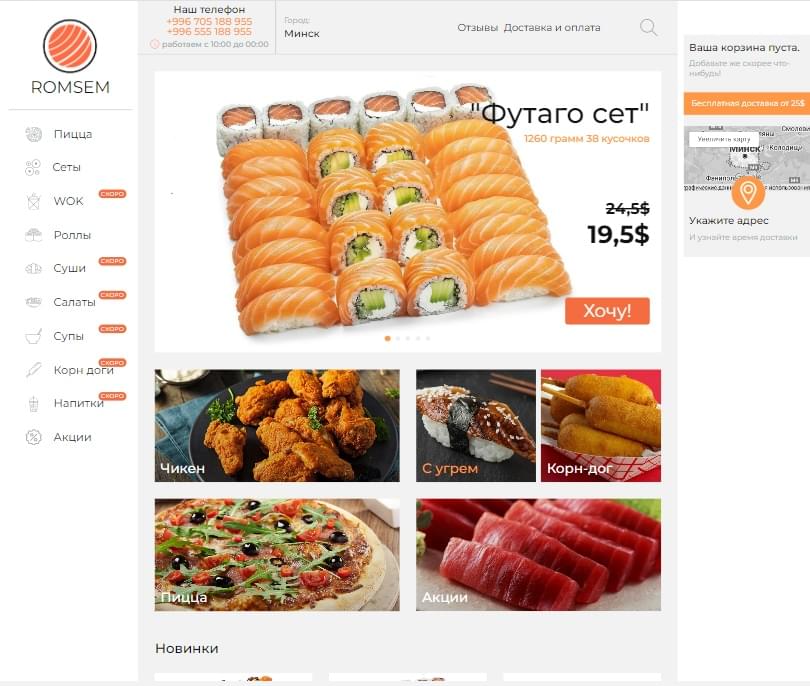 ROMSEM
Пицца
Сеты
WOK
СКОРО
Роллы
Суши
СКОРО
Салаты
СКОРО
Супы
СКОРО
Корн доги
СКОРО
Напитки
СКОРО
Акции
Наш телефон
+996 705 188 955
+996 555 188 955
работаем с 10:00 до 00:00
Город:
Минск
Отзывы Доставка и оплата
"Футаго сет"
1260 грамм 38 кусочков
24,5$
19,5$
Хочу!
Чикен
С угрем
Корн-дог
Пицца
Акции
Новинки
Ваша корзина пуста.
Добавьте же скорее что-
нибудь!
Бесплатная доставка от 25$
Увеличить карту
Минск
Колодищи
Фаниполь
Укажите адрес
И узнайте время доставки